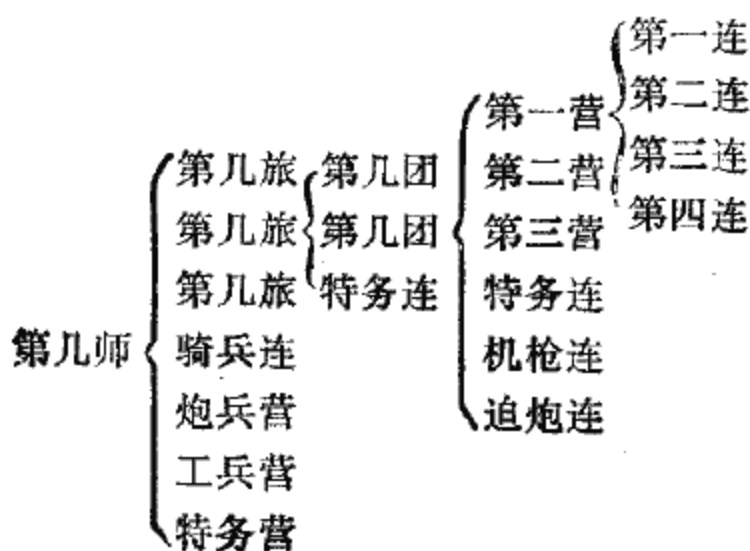 第几师
第几旅
第几旅
第几旅
骑兵连
炮兵营
工兵营
特务营
第几团
第几团
特务连
第一营
第二营
第三营
特务连
机枪连
迫炮连
第一连
第二连
第三连
第四连